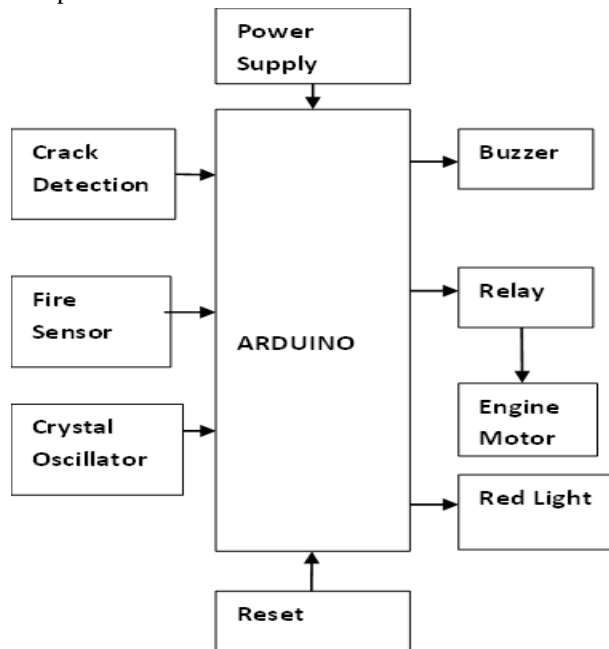 Power
Supply
Crack
Detection
Buzzer
Fire
Sensor
ARDUINO
Relay
Crystal
Oscillator
Engine
Motor
Red Light
Reset